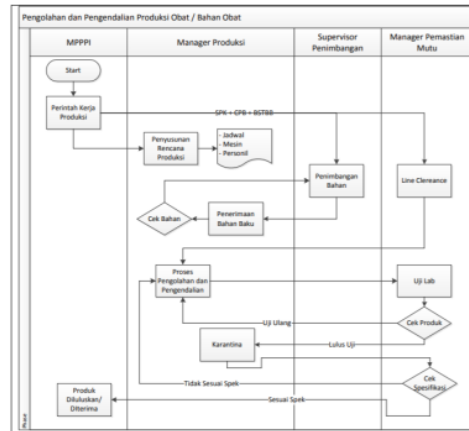 Pengolahan dan Pengendalian Produksi Obat / Bahan Obat
MPPPI
Manager Produksi
Supervisor
Penimbangan
Manager Pemastian
Mutu
Start
Perintah Kerja
Produksi
SPK + CPB + BSTBB
Penyusunan
Rencana
Produksi
- Jadwal
- Mesin
- Personil
Penimbangan
Bahan
Line Clereance
Cek Bahan
Penerimaan
Bahan Baku
Proses
Pengolahan dan
Pengendalian
Uji Lab
Uji Ulang
Cek Produk
Karantina
Lulus Uji
Tidak Sesuai Spek
Cek
Spesifikasi
Produk
Diluluskan/
Diterima
Sesuai Spek
Phase